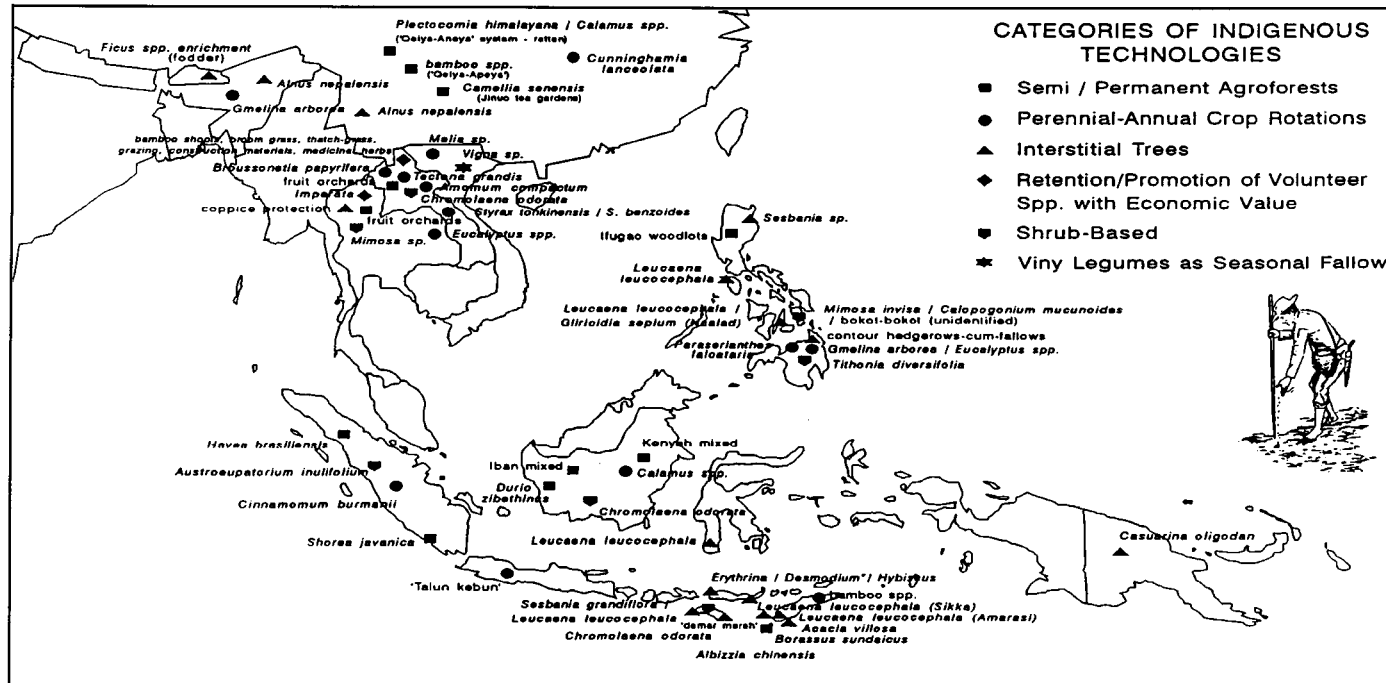 CATEGORIES OF INDIGENOUS
TECHNOLOGIES
Semi / Permanent Agroforests
Perennial-Annual Crop Rotations
Interstitial Trees
Retention/Promotion of Volunteer
Spp. with Economic Value
Shrub-Based
Viny Legumes as Seasonal Fallow
Plectocomia himalayana / Calamus spp.
('Qeiya-Aneya' system - rattan)
Ficus spp. enrichment
(fodder)
Cunninghamia
lanceolata
bamboo spp.
('Qeiya-Apeya')
Alnus nepalensis
Camellia senensis
(Jinuo tea gardens)
Gmelina arborea
Alnus nepalensis
bamboo shoots, broom grass, thatch-grass,
grazing, construction materials, medicinal herbs
Melia sp.
Vigna sp.
Broussonetia papyrifera
Tectona grandis
fruit orchards
Amomum compactum
Imperata
Chromolaena odorata
coppice protection
Styrax tonkinensis / S. benzoides
fruit orchards
Mimosa sp.
Eucalyptus spp.
Sesbania sp.
Ifugao woodlots
Leucaena
leucocephala
Leucaena leucocephala /
Gliricidia sepium (Naalad)
Mimosa invisa / Calopogonium mucunoides
/ bokot-bokot (unidentified)
contour hedgerows-cum-fallows
Paraserianthes
falcataria
Gmelina arborea / Eucalyptus spp.
Tithonia diversifolia
Hevea brasiliensis
Kenyah mixed
Austroeupatorium inulifolium
Iban mixed
Calamus spp.
Cinnamomum burmanii
Durio
zibethinus
Chromolaena odorata
Shorea javanica
Leucaena leucocephala
Casuarina oligodan
'Talun kebun'
Erythrina / Desmodium" / Hybiscus
bamboo spp.
Sesbania grandiflora /
Leucaena leucocephala
Leucaena leucocephala (Sikka)
Leucaena leucocephala (Amarasi)
'demar mareh'
Acacia villosa
Chromolaena odorata
Borassus sundaicus
Albizzia chinensis